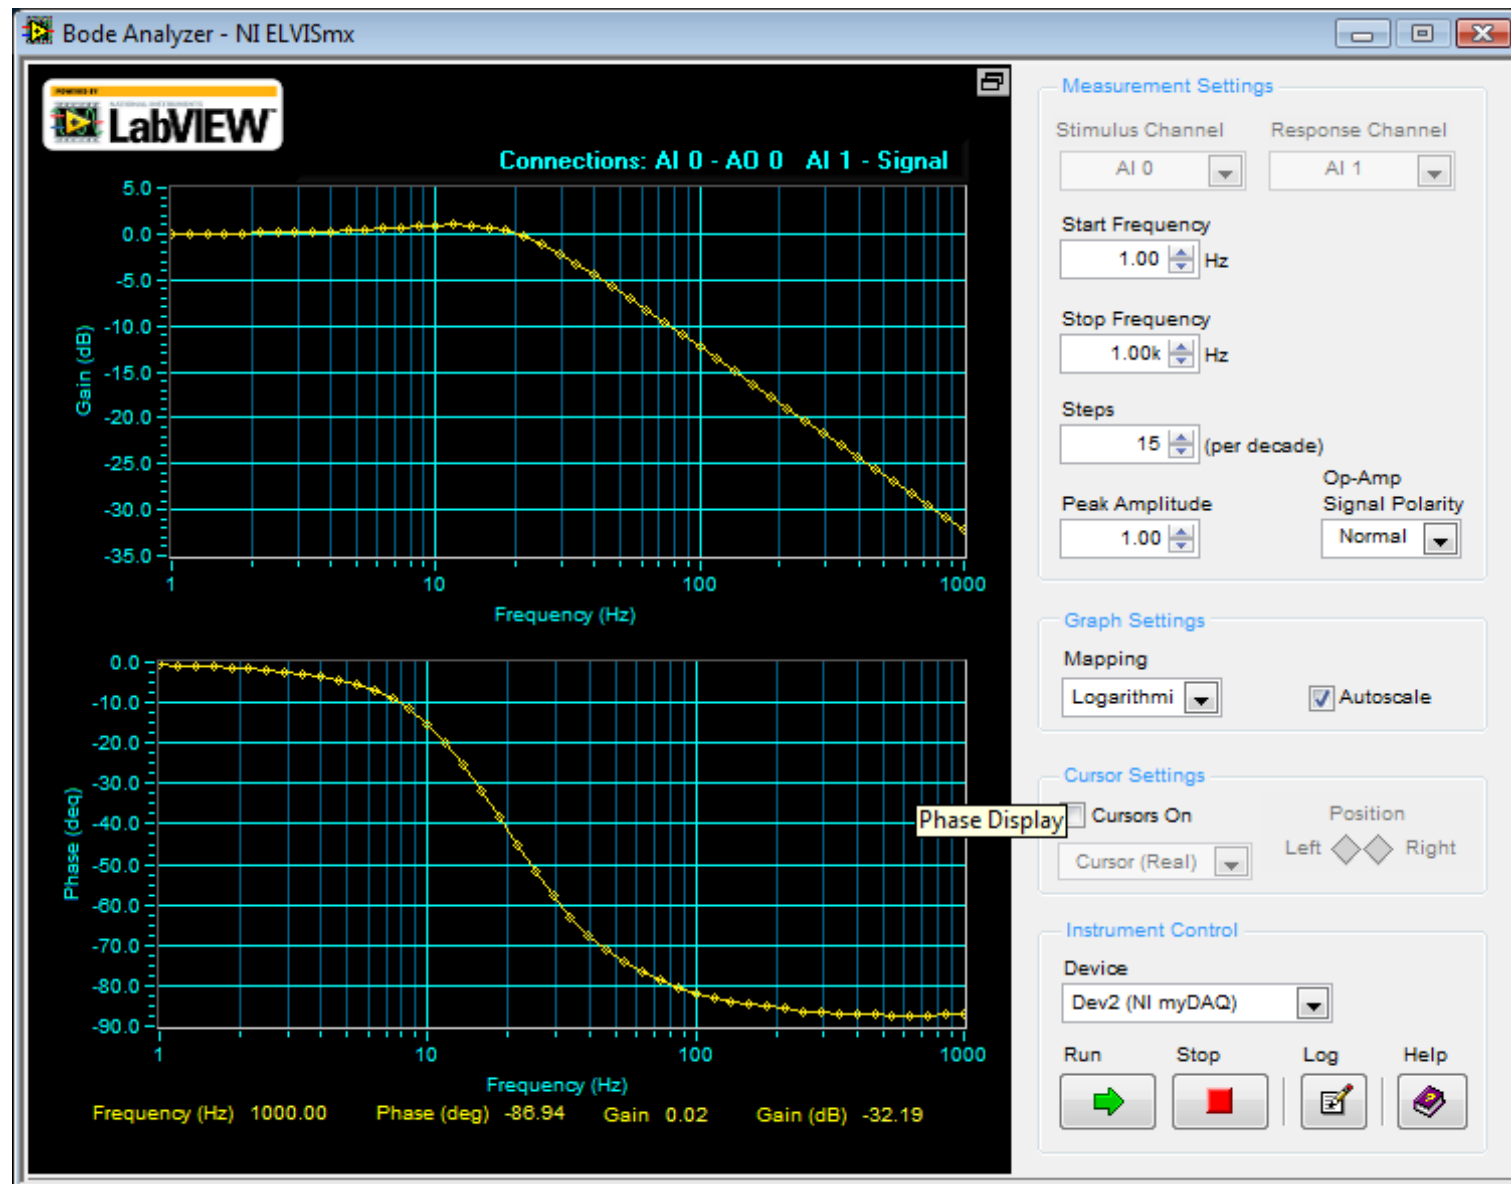 Bode Analyzer - NI ELVISmx
POWERED BY
NATIONAL INSTRUMENTS
LabVIEW™
Connections: AI 0 - AO 0 AI 1 - Signal
5.0
0.0
-5.0
-10.0
-15.0
-20.0
-25.0
-30.0
-35.0
Gain (dB)
1 10 100 1000
Frequency (Hz)
0.0
-10.0
-20.0
-30.0
-40.0
-50.0
-60.0
-70.0
-80.0
-90.0
Phase (deg)
1 10 100 1000
Frequency (Hz)
Frequency (Hz) 1000.00 Phase (deg) -86.94 Gain 0.02 Gain (dB) -32.19
Measurement Settings
Stimulus Channel Response Channel
AI 0 AI 1
Start Frequency
1.00 Hz
Stop Frequency
1.00k Hz
Steps
15 (per decade)
Op-Amp
Peak Amplitude Signal Polarity
1.00 Normal
Graph Settings
Mapping
Logarithmi Autoscale
Cursor Settings
Phase Display Cursors On Position
Cursor (Real) Left Right
Instrument Control
Device
Dev2 (NI myDAQ)
Run Stop Log Help